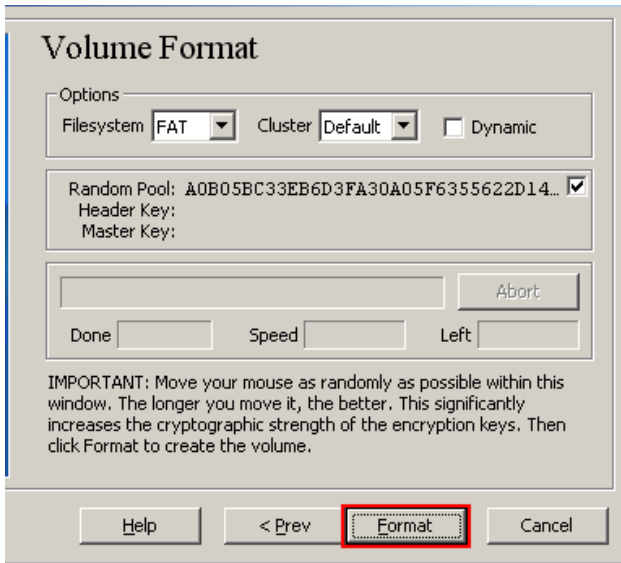 Volume Format
Options
Filesystem FAT Cluster Default Dynamic
Random Pool: A0B05BC33EB6D3FA30A05F6355622D14...
Header Key:
Master Key:
Abort
Done Speed Left
IMPORTANT: Move your mouse as randomly as possible within this
window. The longer you move it, the better. This significantly
increases the cryptographic strength of the encryption keys. Then
click Format to create the volume.
Help < Prev Format Cancel